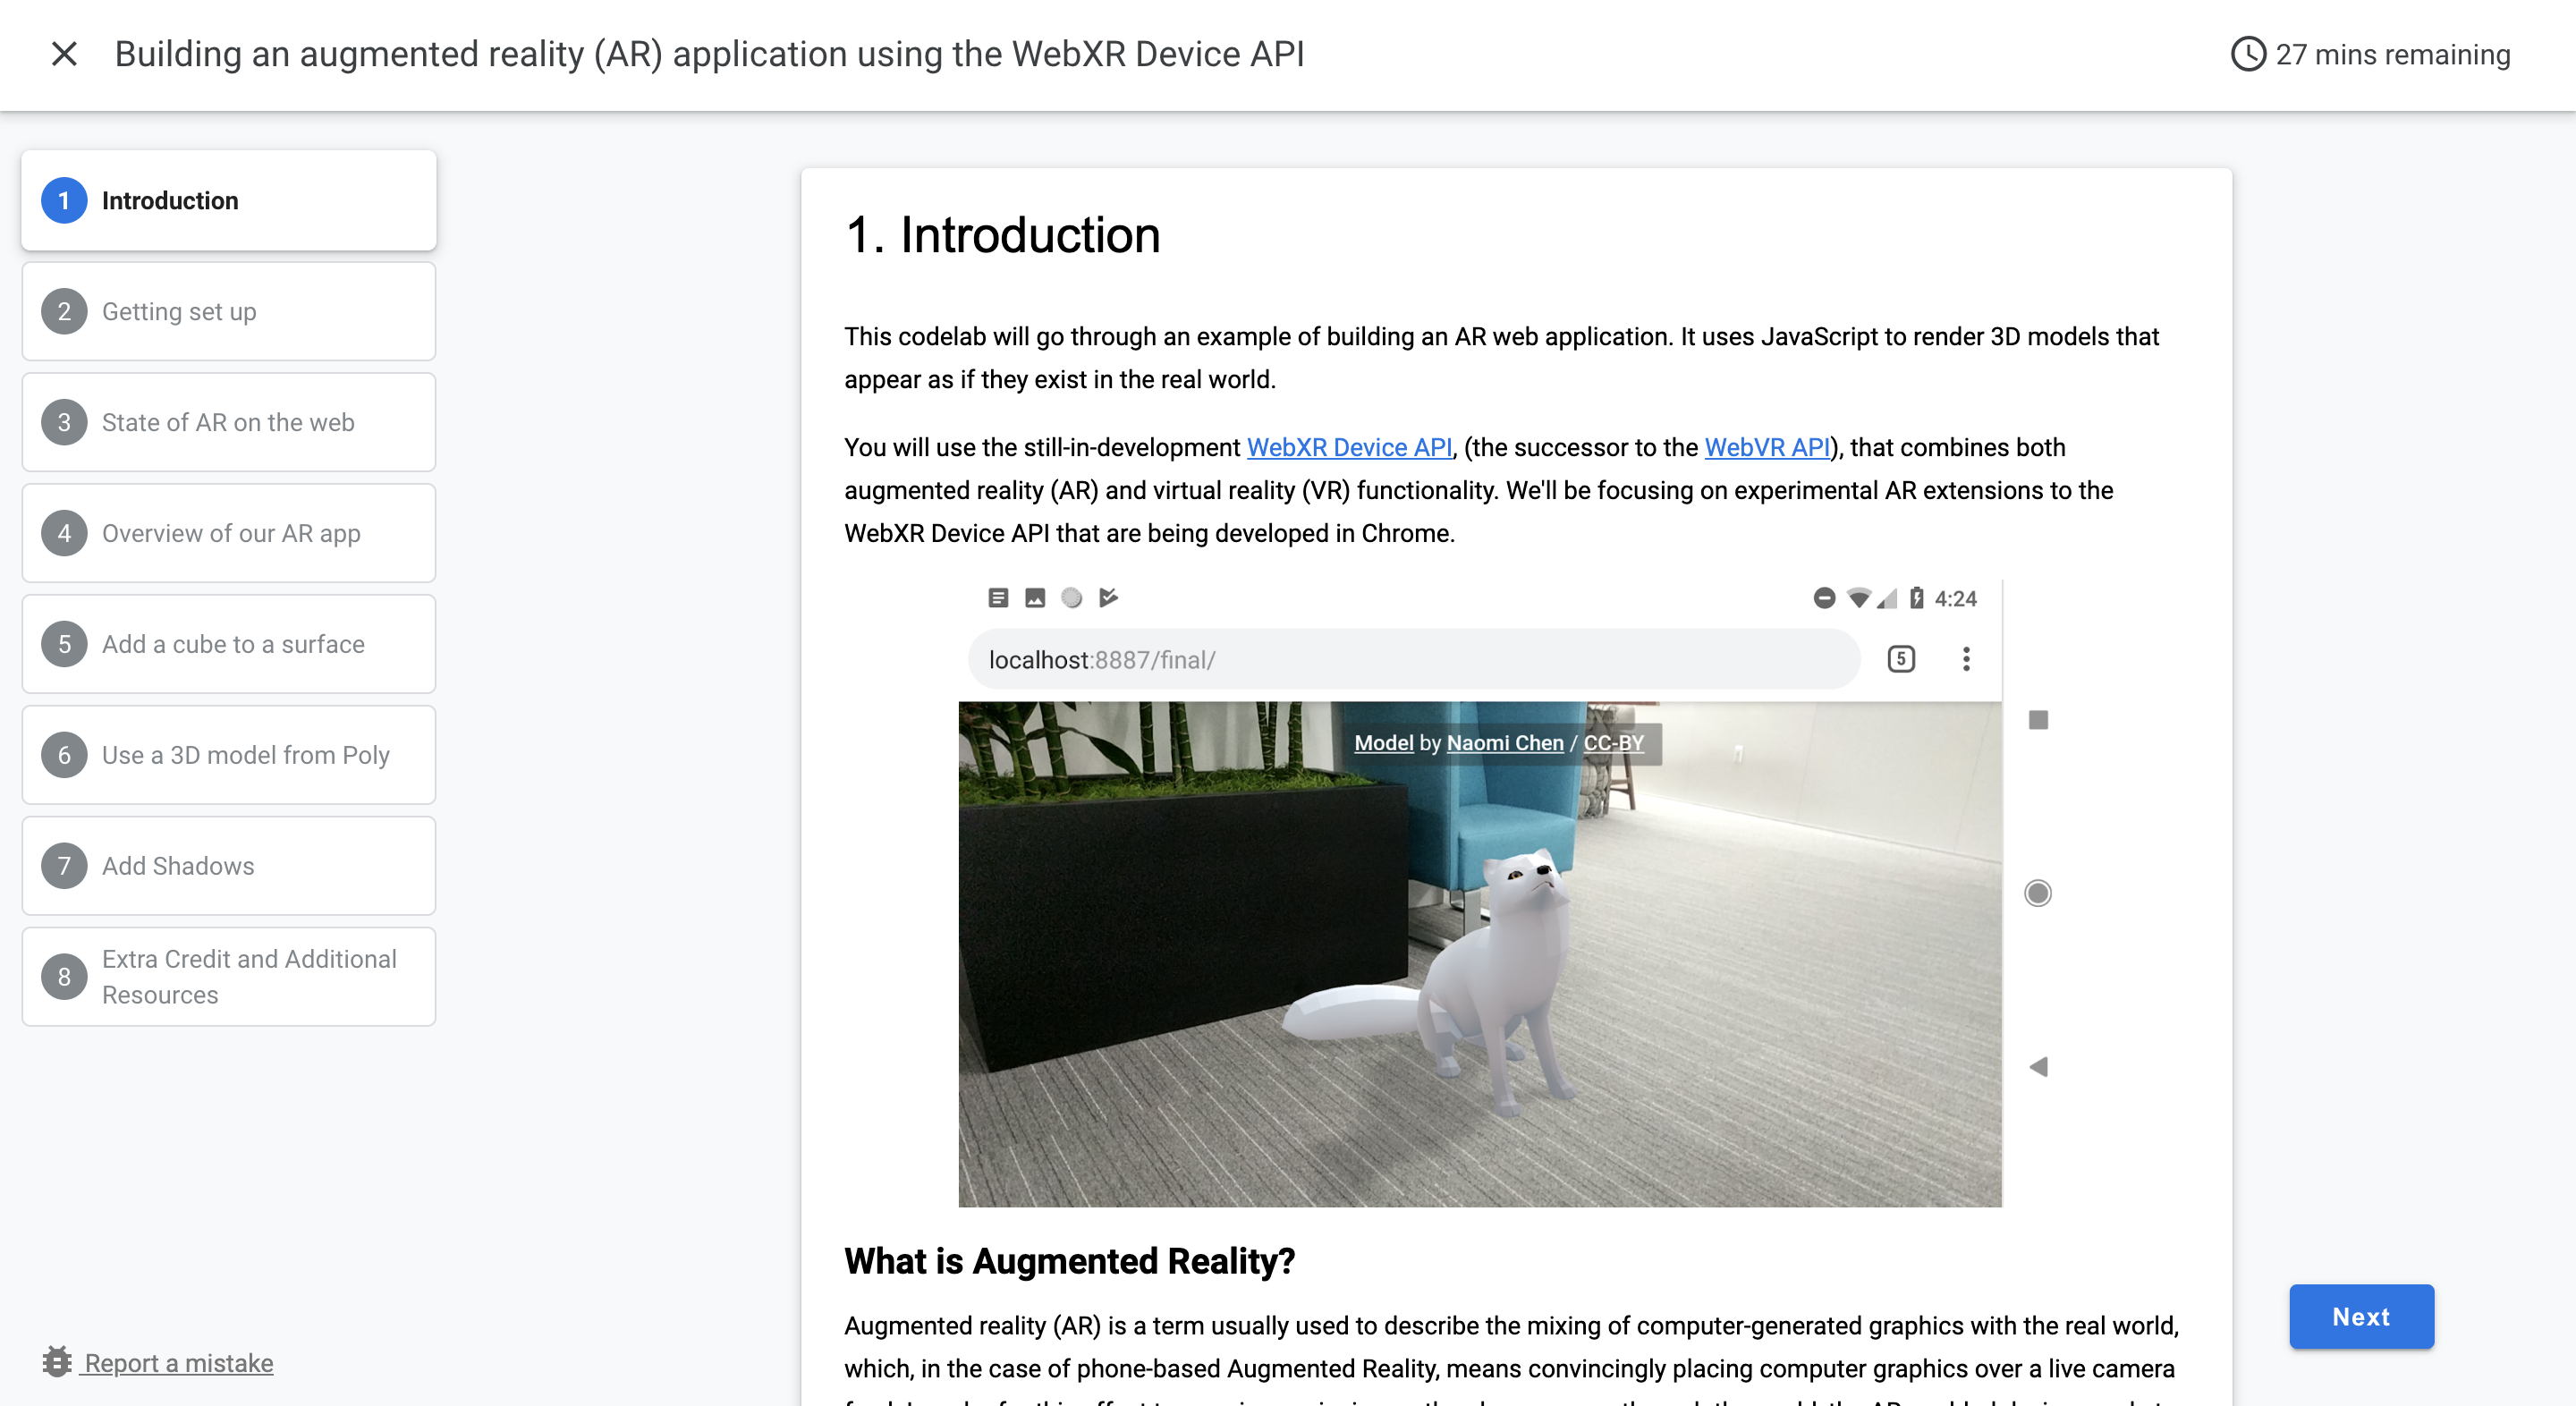 Building an augmented reality (AR) application using the WebXR Device API
27 mins remaining
1 Introduction
2 Getting set up
3 State of AR on the web
4 Overview of our AR app
5 Add a cube to a surface
6 Use a 3D model from Poly
7 Add Shadows
8 Extra Credit and Additional
Resources
Report a mistake
1. Introduction
This codelab will go through an example of building an AR web application. It uses JavaScript to render 3D models that
appear as if they exist in the real world.
You will use the still-in-development WebXR Device API, (the successor to the WebVR API), that combines both
augmented reality (AR) and virtual reality (VR) functionality. We'll be focusing on experimental AR extensions to the
WebXR Device API that are being developed in Chrome.
4:24
localhost:8887/final/
5
Model by Naomi Chen / CC-BY
What is Augmented Reality?
Augmented reality (AR) is a term usually used to describe the mixing of computer-generated graphics with the real world,
which, in the case of phone-based Augmented Reality, means convincingly placing computer graphics over a live camera
Next